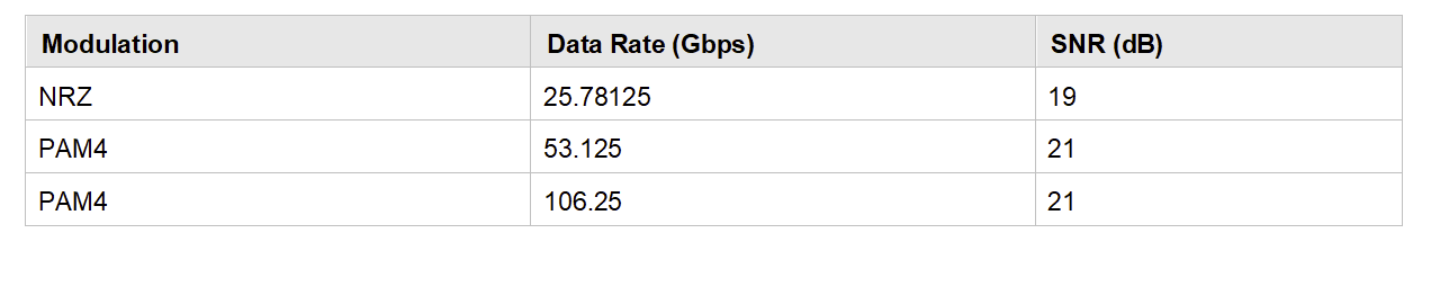 Modulation Data Rate (Gbps) SNR (dB)
NRZ 25.78125 19
PAM4 53.125 21
PAM4 106.25 21